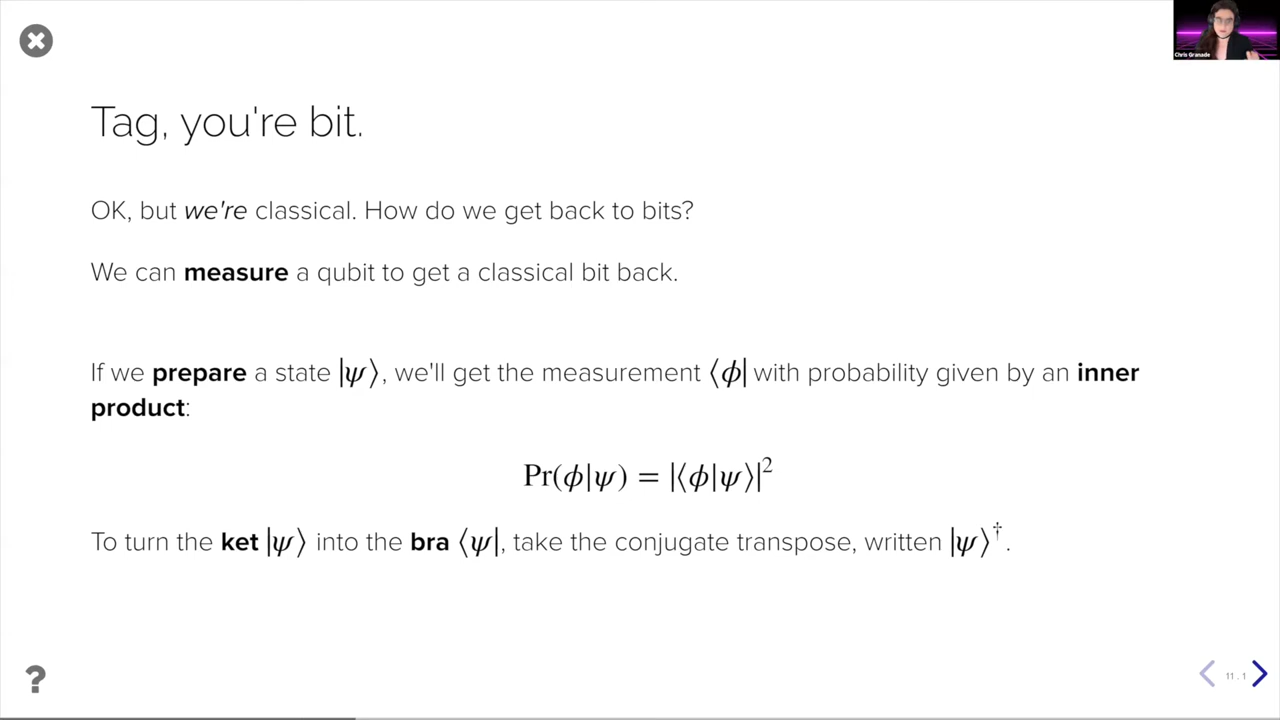 Chris Granade
Tag, you're bit.
OK, but we're classical. How do we get back to bits?
We can measure a qubit to get a classical bit back.
If we prepare a state |ψ⟩, we'll get the measurement ⟨ϕ| with probability given by an inner
product:
Pr(ϕ|ψ) = |⟨ϕ|ψ⟩|²
To turn the ket |ψ⟩ into the bra ⟨ψ|, take the conjugate transpose, written |ψ⟩†.
?
11.1